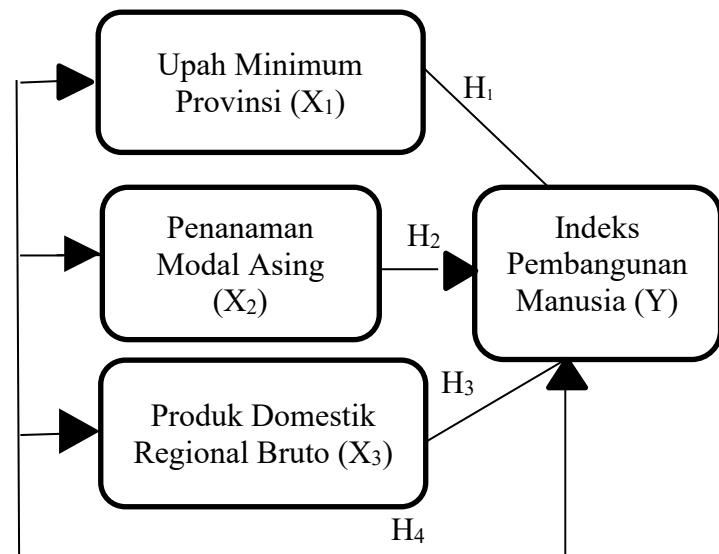 Upah Minimum
Provinsi (X₁)
H₁
Penanaman
Modal Asing
(X₂)
H₂
Indeks
Pembangunan
Manusia (Y)
Produk Domestik
Regional Bruto (X₃)
H₃
H₄